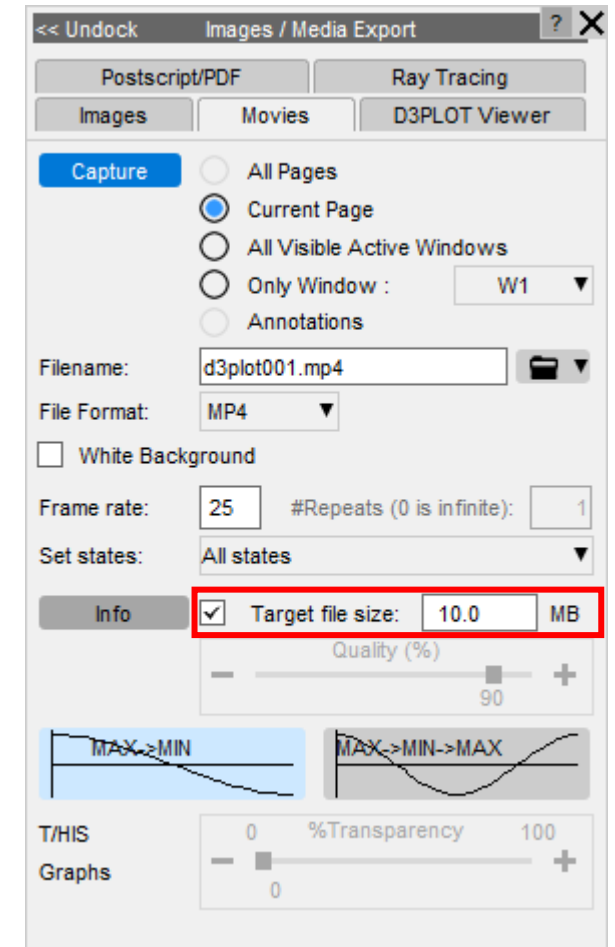 << Undock Images / Media Export ? X
Postscript/PDF Ray Tracing
Images Movies D3PLOT Viewer
Capture All Pages
Current Page
All Visible Active Windows
Only Window : W1
Annotations
Filename: d3plot001.mp4
File Format: MP4
White Background
Frame rate: 25 #Repeats (0 is infinite): 1
Set states: All states
Info Target file size: 10.0 MB
Quality (%)
90
MAX->MIN MAX->MIN->MAX
T/HIS 0 %Transparency 100
Graphs
0